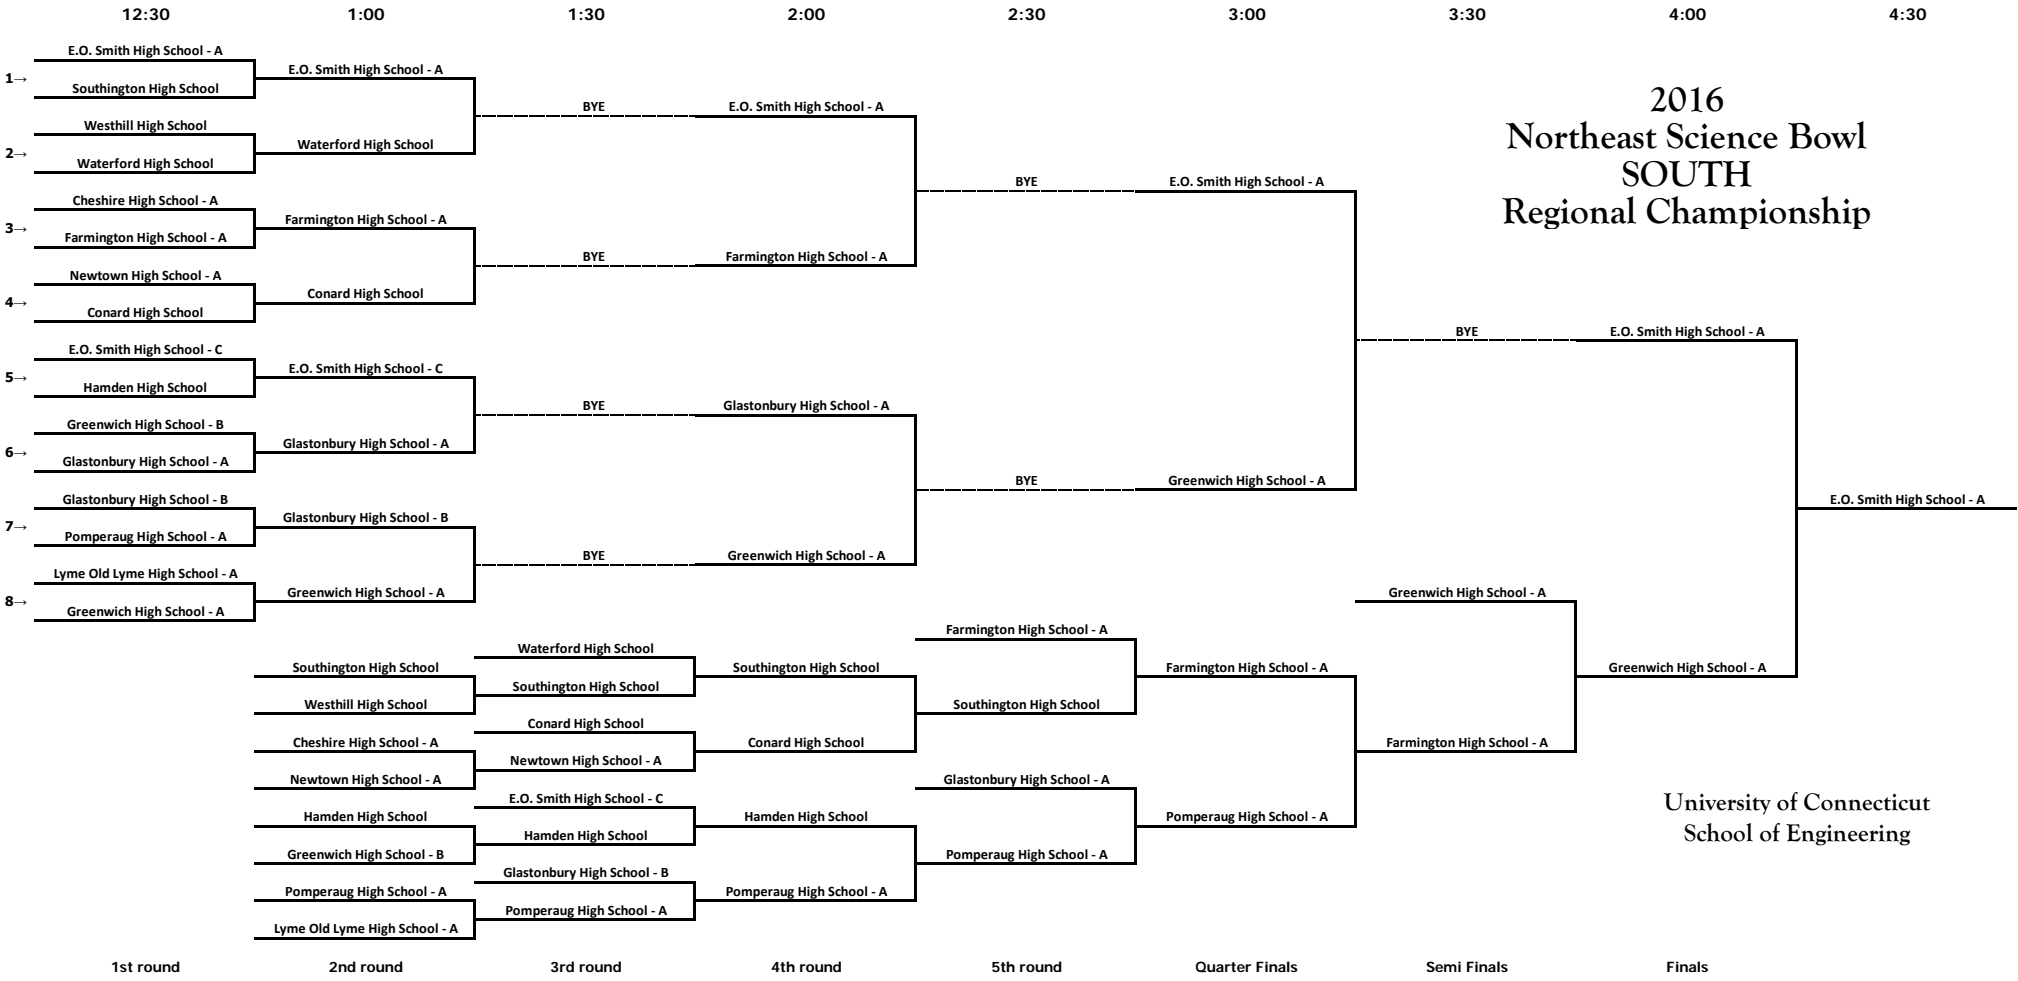 12:30 1:00 1:30 2:00 2:30 3:00 3:30 4:00 4:30
E.O. Smith High School - A
1→
Southington High School
Westhill High School
2→
Waterford High School
Cheshire High School - A
3→
Farmington High School - A
Newtown High School - A
4→
Conard High School
E.O. Smith High School - C
5→
Hamden High School
Greenwich High School - B
6→
Glastonbury High School - A
Glastonbury High School - B
7→
Pomperaug High School - A
Lyme Old Lyme High School - A
8→
Greenwich High School - A
E.O. Smith High School - A
Waterford High School
Farmington High School - A
Conard High School
E.O. Smith High School - C
Glastonbury High School - A
Glastonbury High School - B
Greenwich High School - A
Southington High School
Westhill High School
Cheshire High School - A
Newtown High School - A
Hamden High School
Greenwich High School - B
Pomperaug High School - A
Lyme Old Lyme High School - A
BYE
BYE
BYE
BYE
Waterford High School
Southington High School
Conard High School
Newtown High School - A
E.O. Smith High School - C
Hamden High School
Glastonbury High School - B
Pomperaug High School - A
E.O. Smith High School - A
Farmington High School - A
Glastonbury High School - A
Greenwich High School - A
Southington High School
Conard High School
Hamden High School
Pomperaug High School - A
BYE
BYE
Farmington High School - A
Southington High School
Glastonbury High School - A
Pomperaug High School - A
E.O. Smith High School - A
Greenwich High School - A
Farmington High School - A
Pomperaug High School - A
BYE
Greenwich High School - A
Farmington High School - A
2016
Northeast Science Bowl
SOUTH
Regional Championship
E.O. Smith High School - A
Greenwich High School - A
E.O. Smith High School - A
University of Connecticut
School of Engineering
1st round 2nd round 3rd round 4th round 5th round Quarter Finals Semi Finals Finals